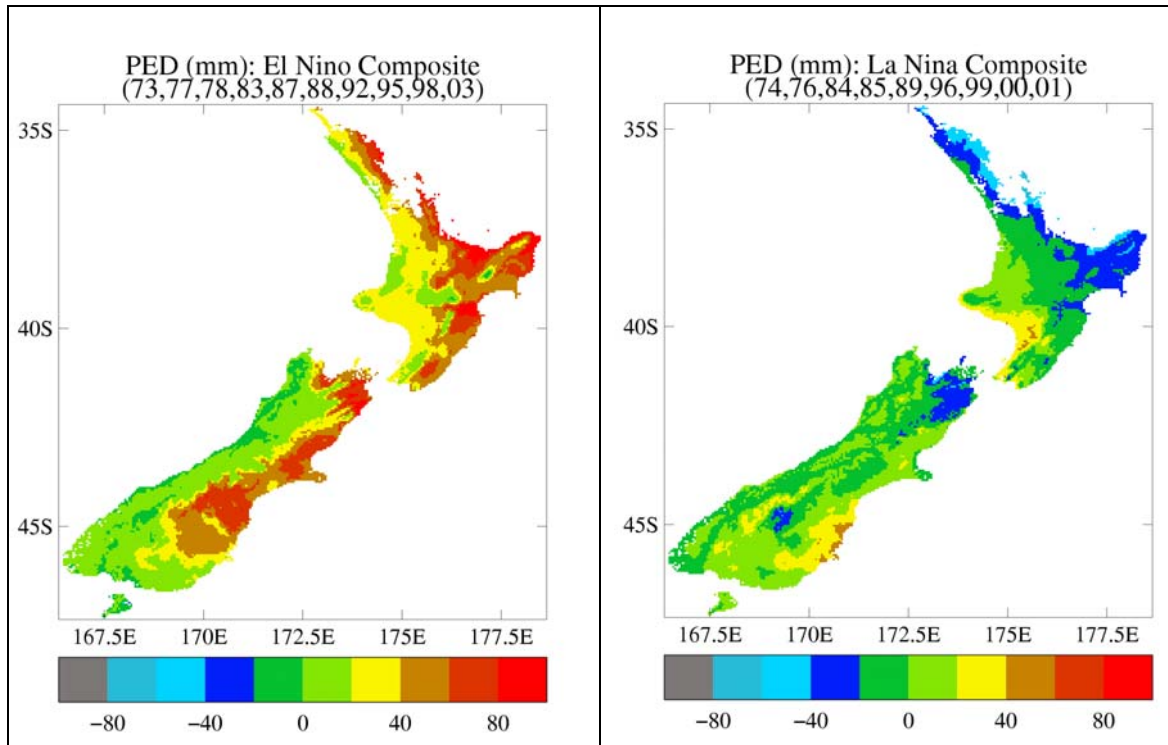 PED (mm): El Nino Composite
(73,77,78,83,87,88,92,95,98,03)
35S
40S
45S
167.5E 170E 172.5E 175E 177.5E
−80 −40 0 40 80
PED (mm): La Nina Composite
(74,76,84,85,89,96,99,00,01)
35S
40S
45S
167.5E 170E 172.5E 175E 177.5E
−80 −40 0 40 80